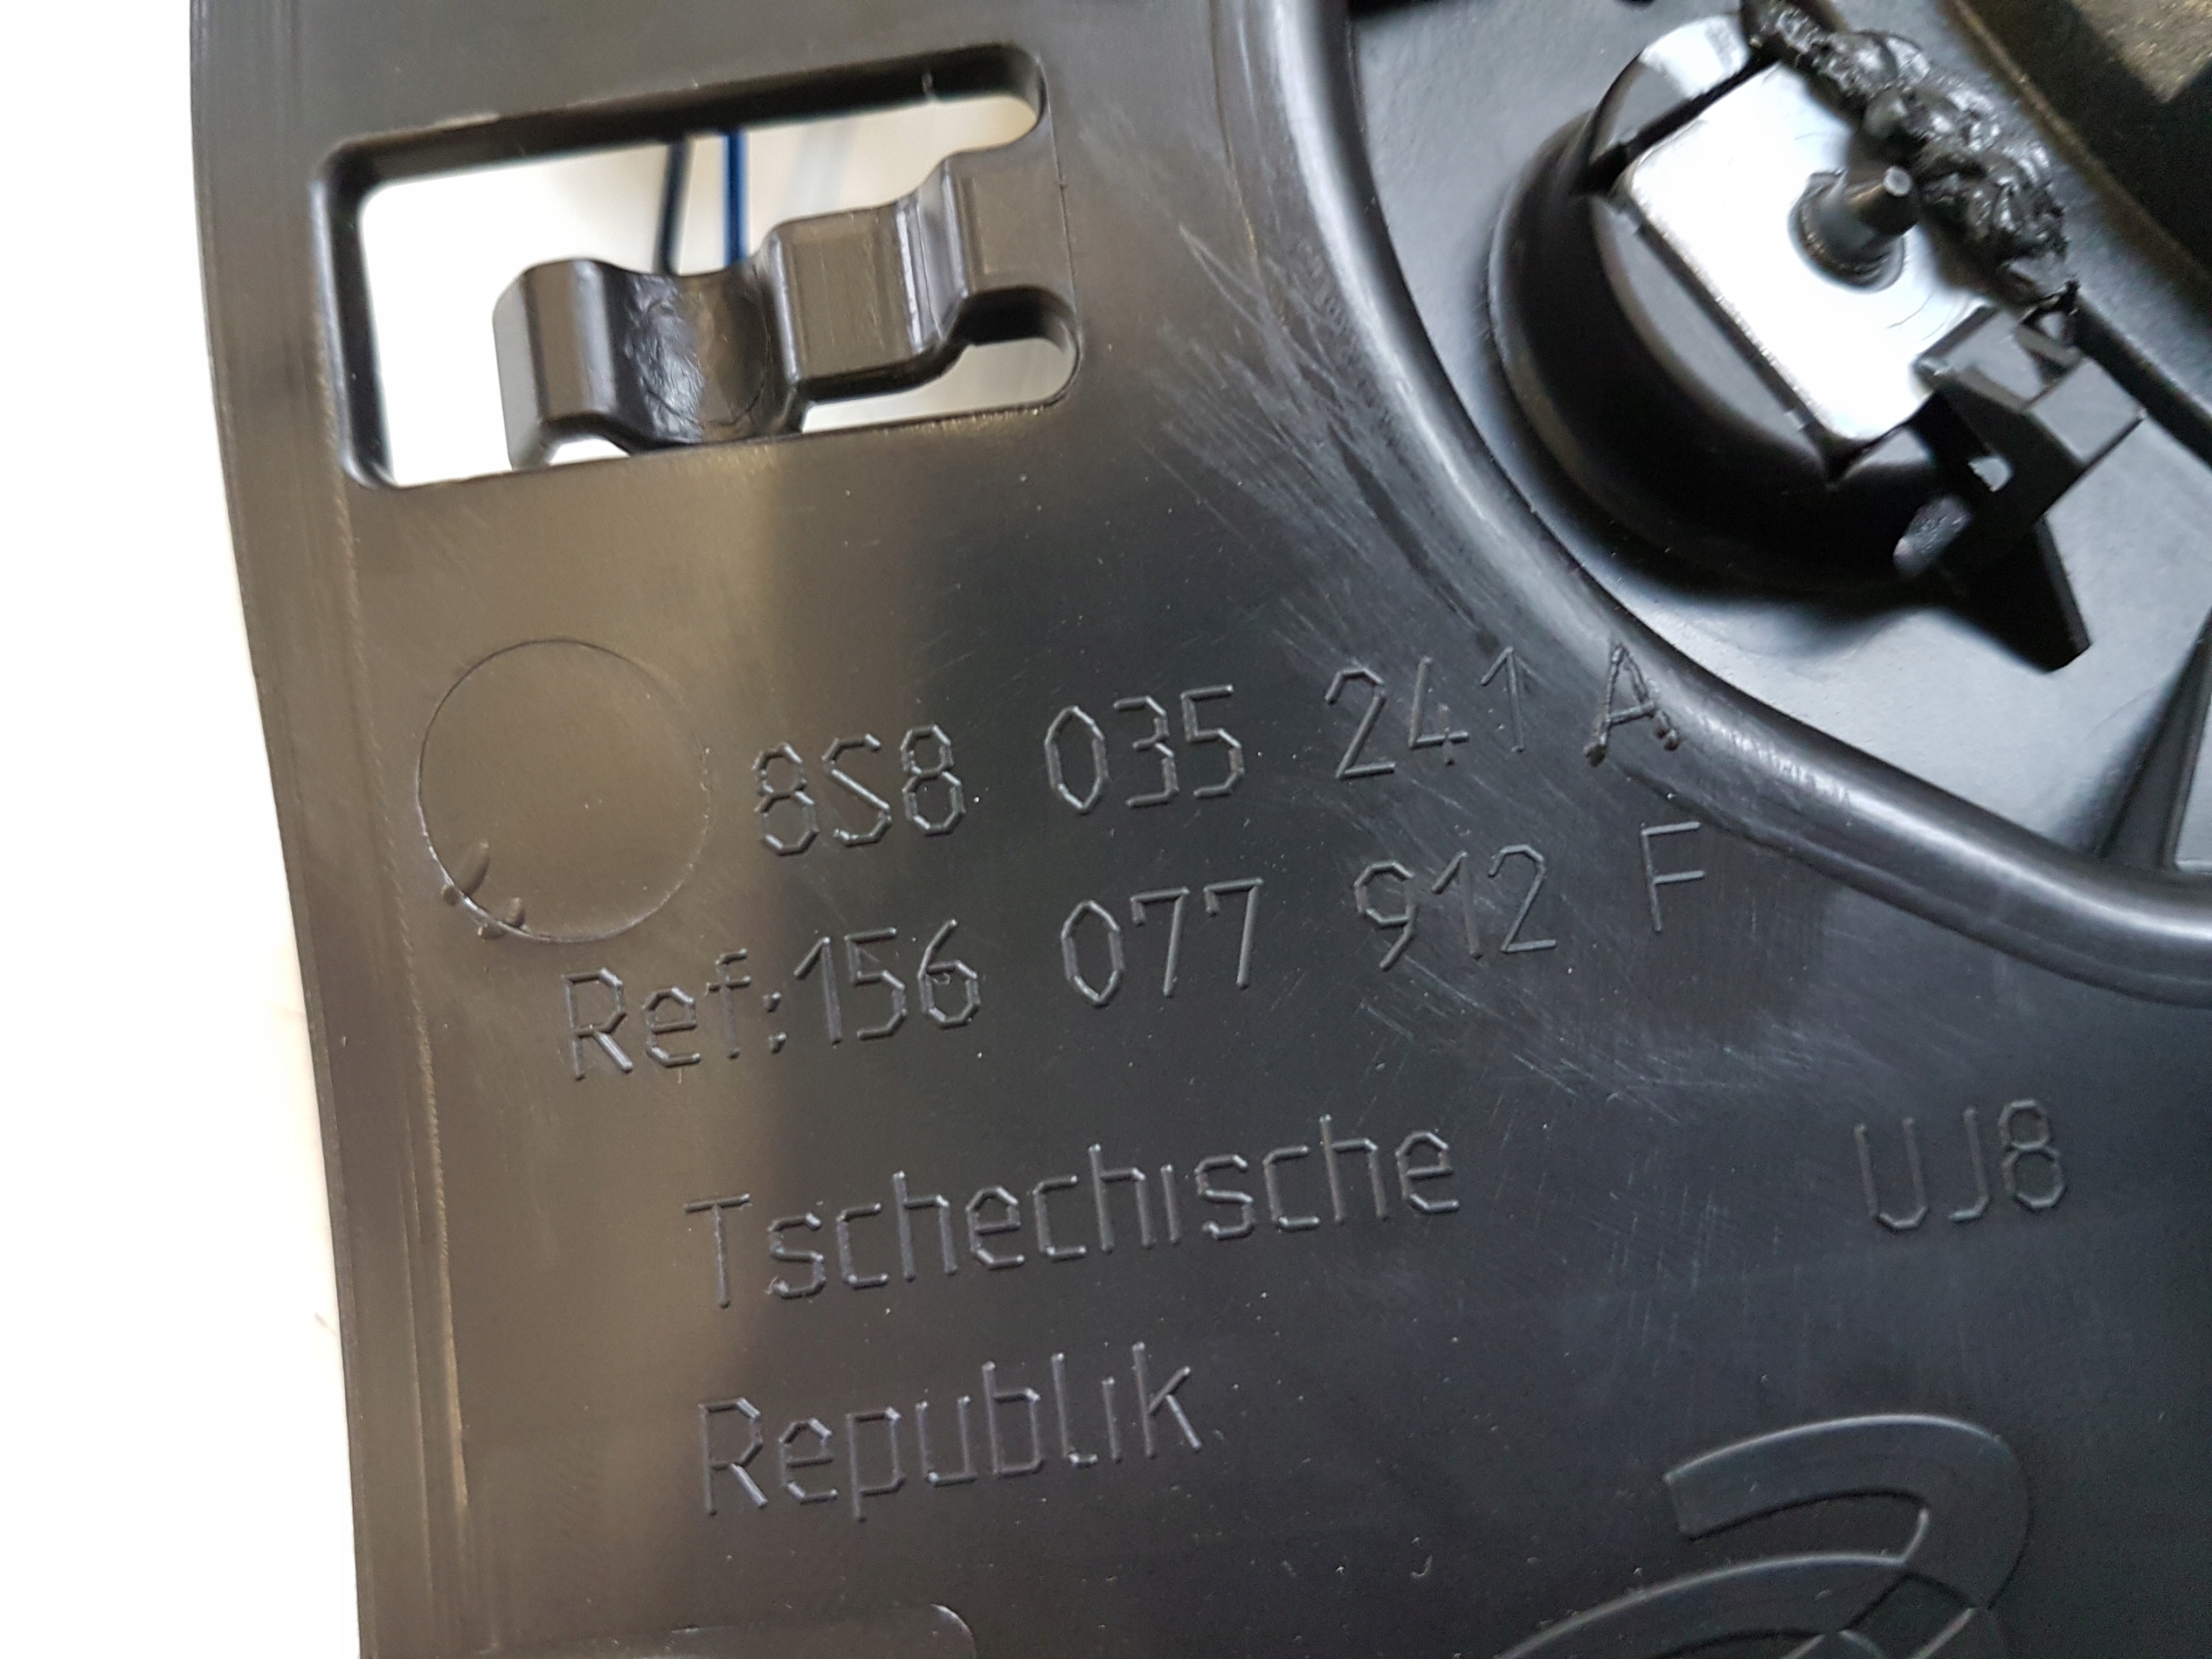 8S8 035 241 A
Ref:156 077 912 F
Tschechische
UJ8
Republik